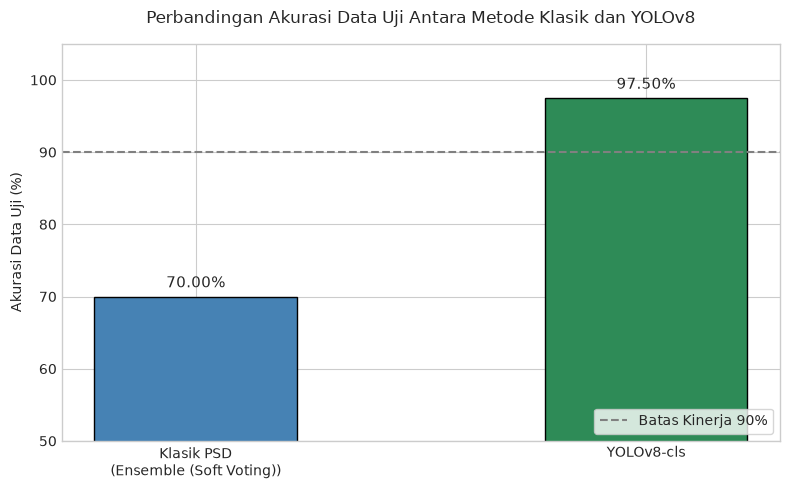 Perbandingan Akurasi Data Uji Antara Metode Klasik dan YOLOv8
Akurasi Data Uji (%)
100
90
80
70
60
50
70.00%
97.50%
Batas Kinerja 90%
Klasik PSD
(Ensemble (Soft Voting))
YOLOv8-cls